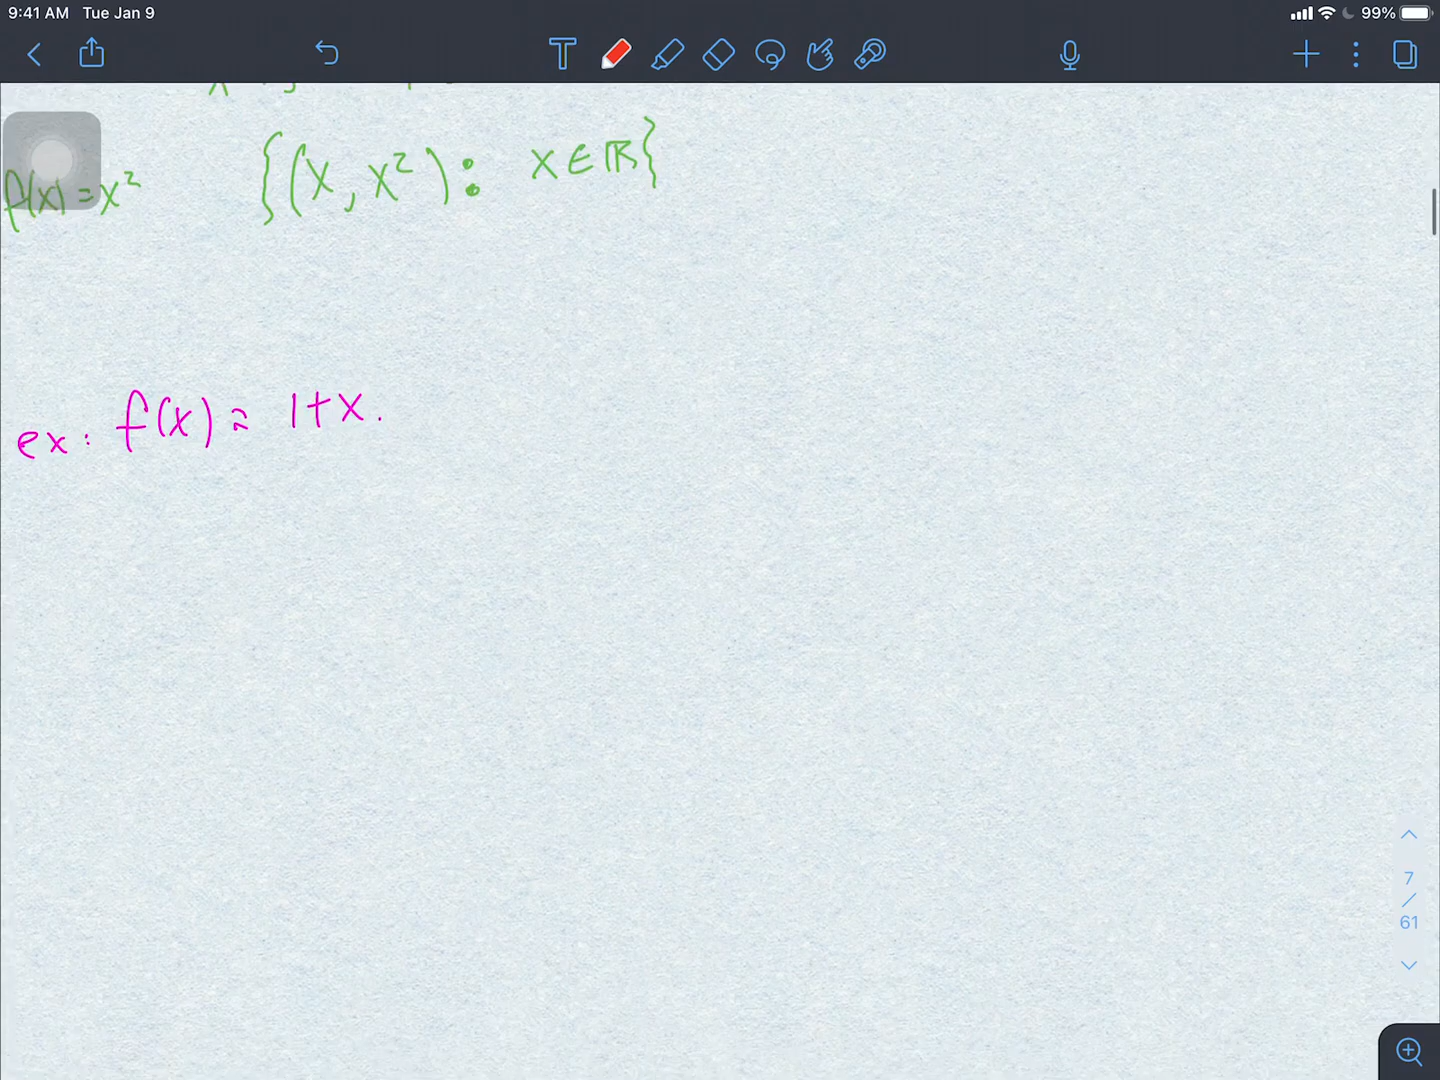 9:41 AM Tue Jan 9
99%
f(x) = x²
{(x, x²): x ∈ ℝ}
ex: f(x) = 1+x.
7
/
61